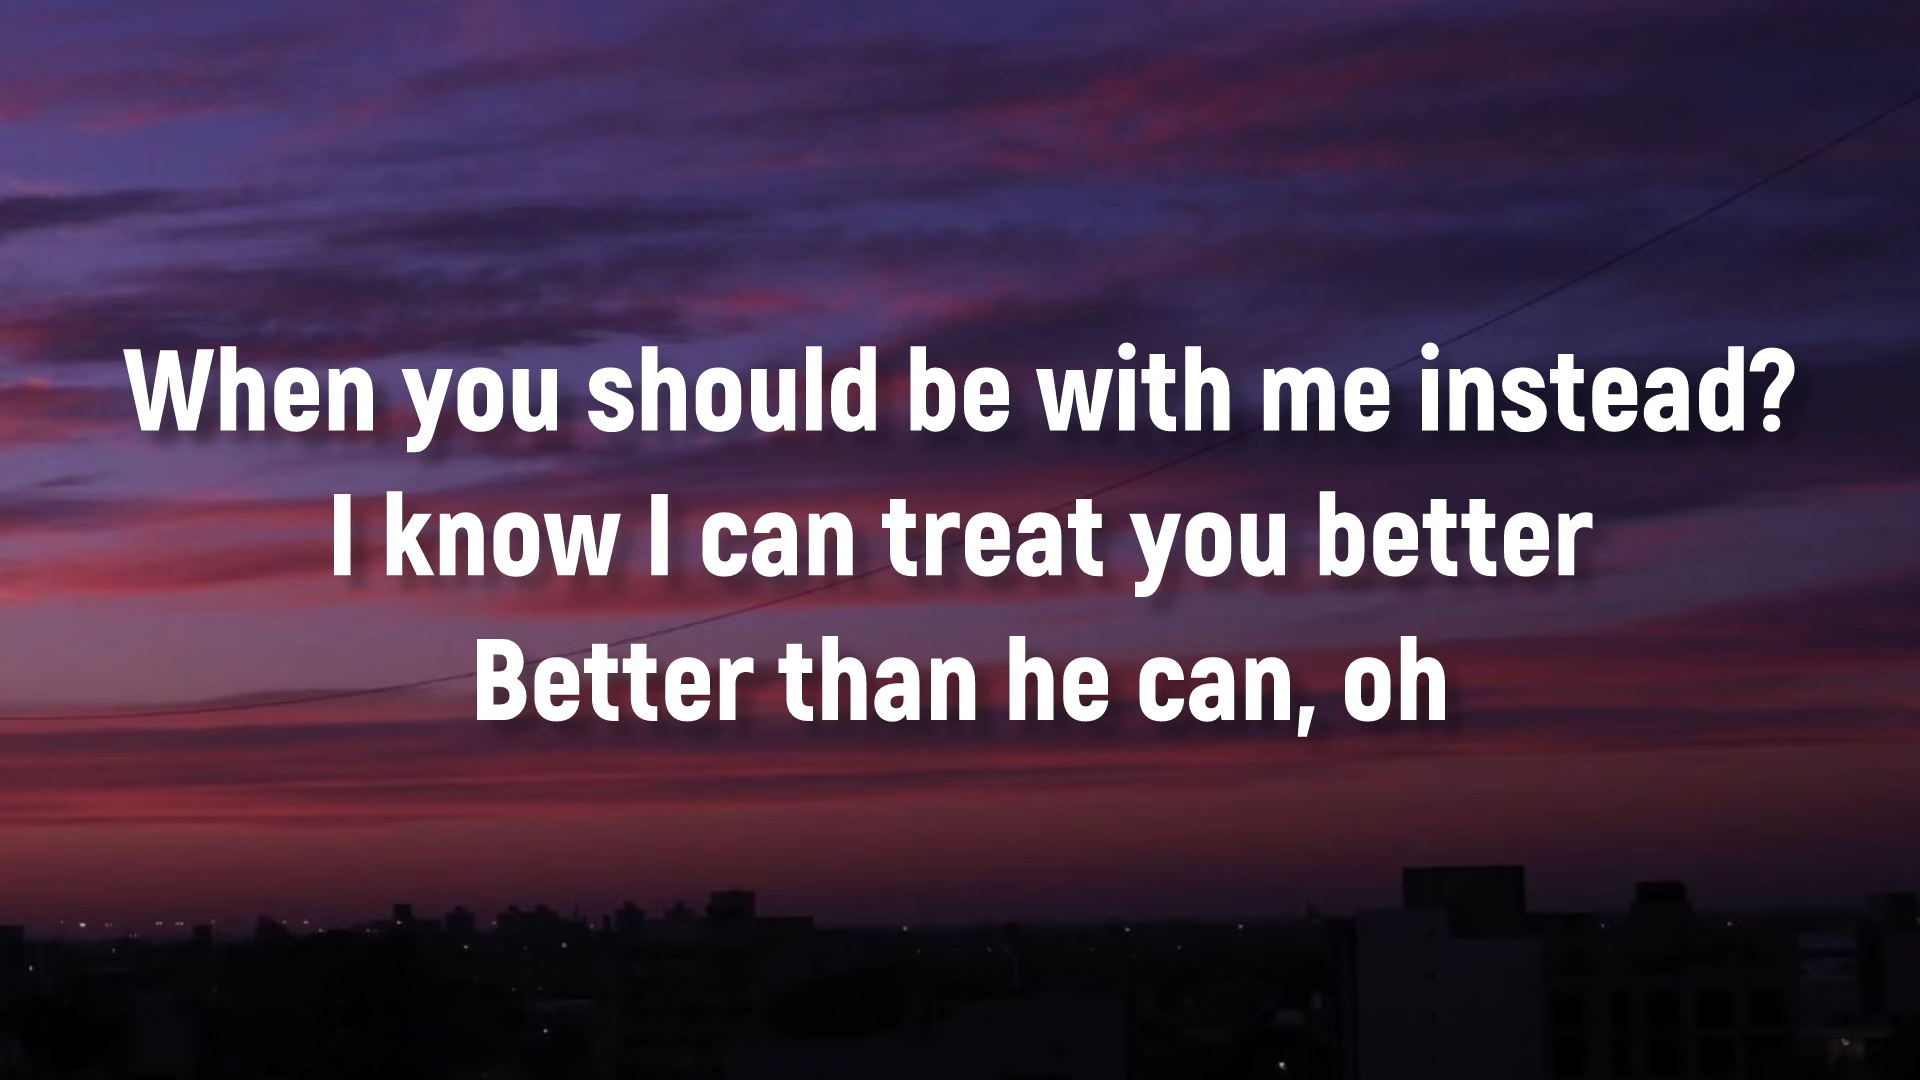 When you should be with me instead?
I know I can treat you better
Better than he can, oh